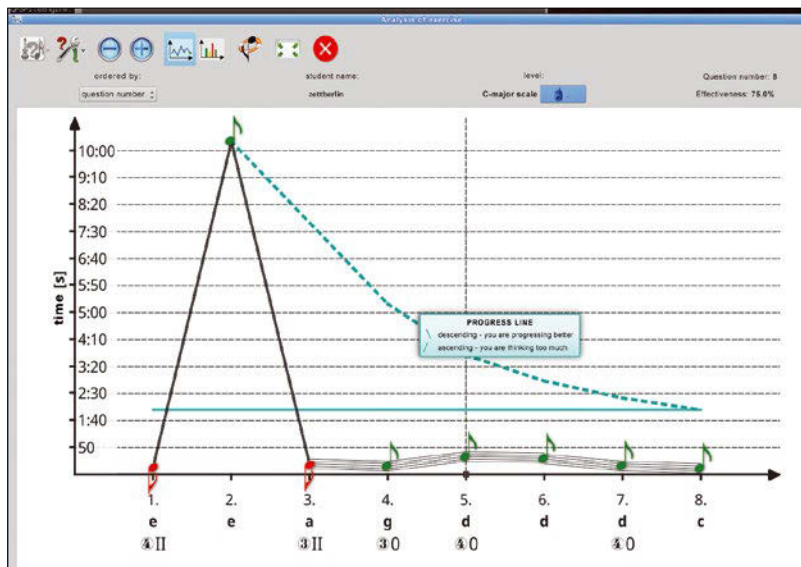 Analysis of exercise
ordered by:
student name:
level:
Question number: 8
question number
zettberlin
C-major scale
Effectiveness: 75.0%
10:00
9:10
8:20
7:30
6:40
5:50
5:00
4:10
3:20
2:30
1:40
50
time [s]
PROGRESS LINE
descending - you are progressing better
ascending - you are thinking too much
1. 2. 3. 4. 5. 6. 7. 8.
e e a g d d d c
④II ③II ③0 ④0 ④0